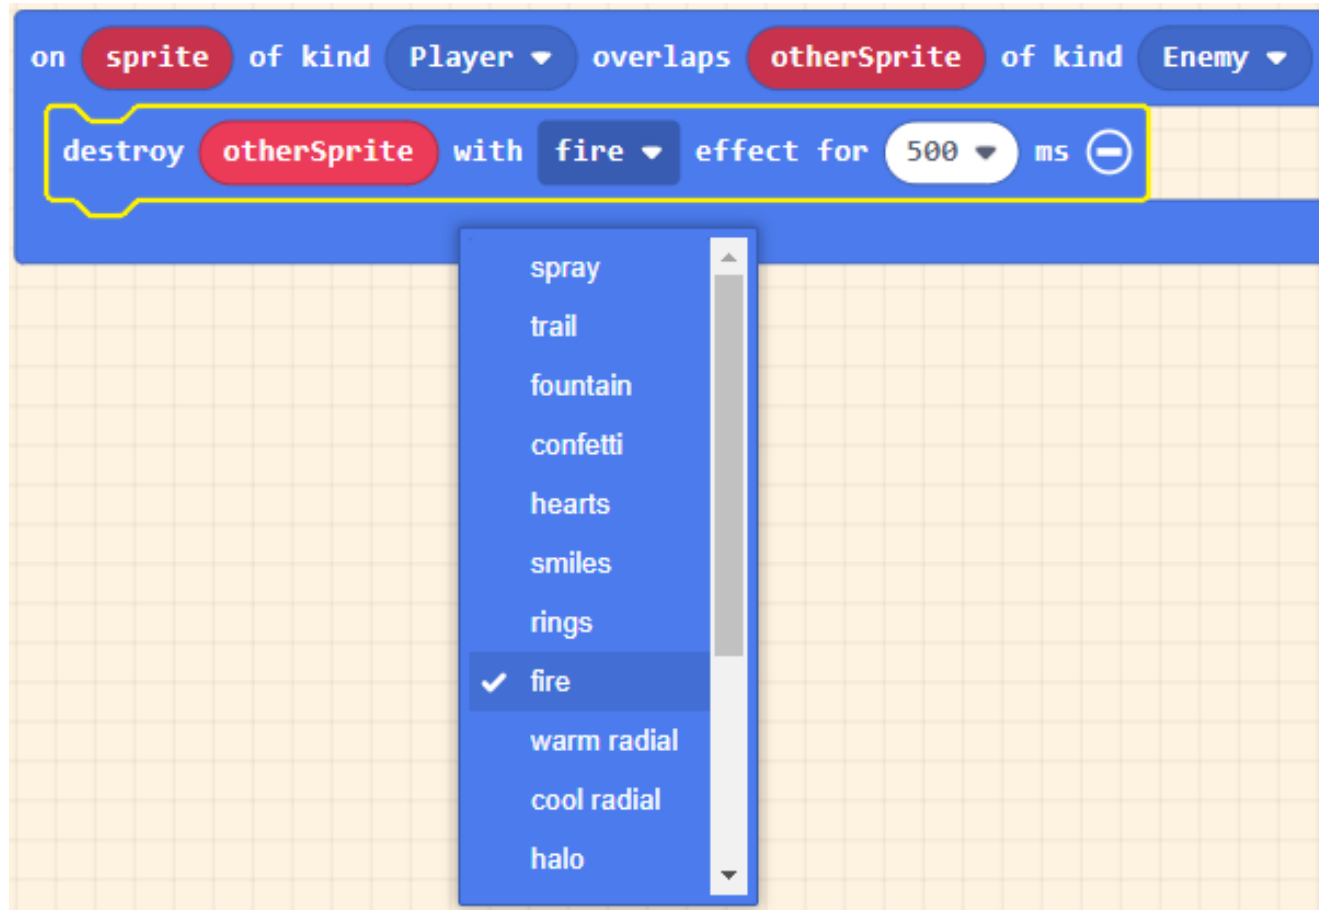 on sprite of kind Player overlaps otherSprite of kind Enemy
destroy otherSprite with fire effect for 500 ms
spray
trail
fountain
confetti
hearts
smiles
rings
fire
warm radial
cool radial
halo